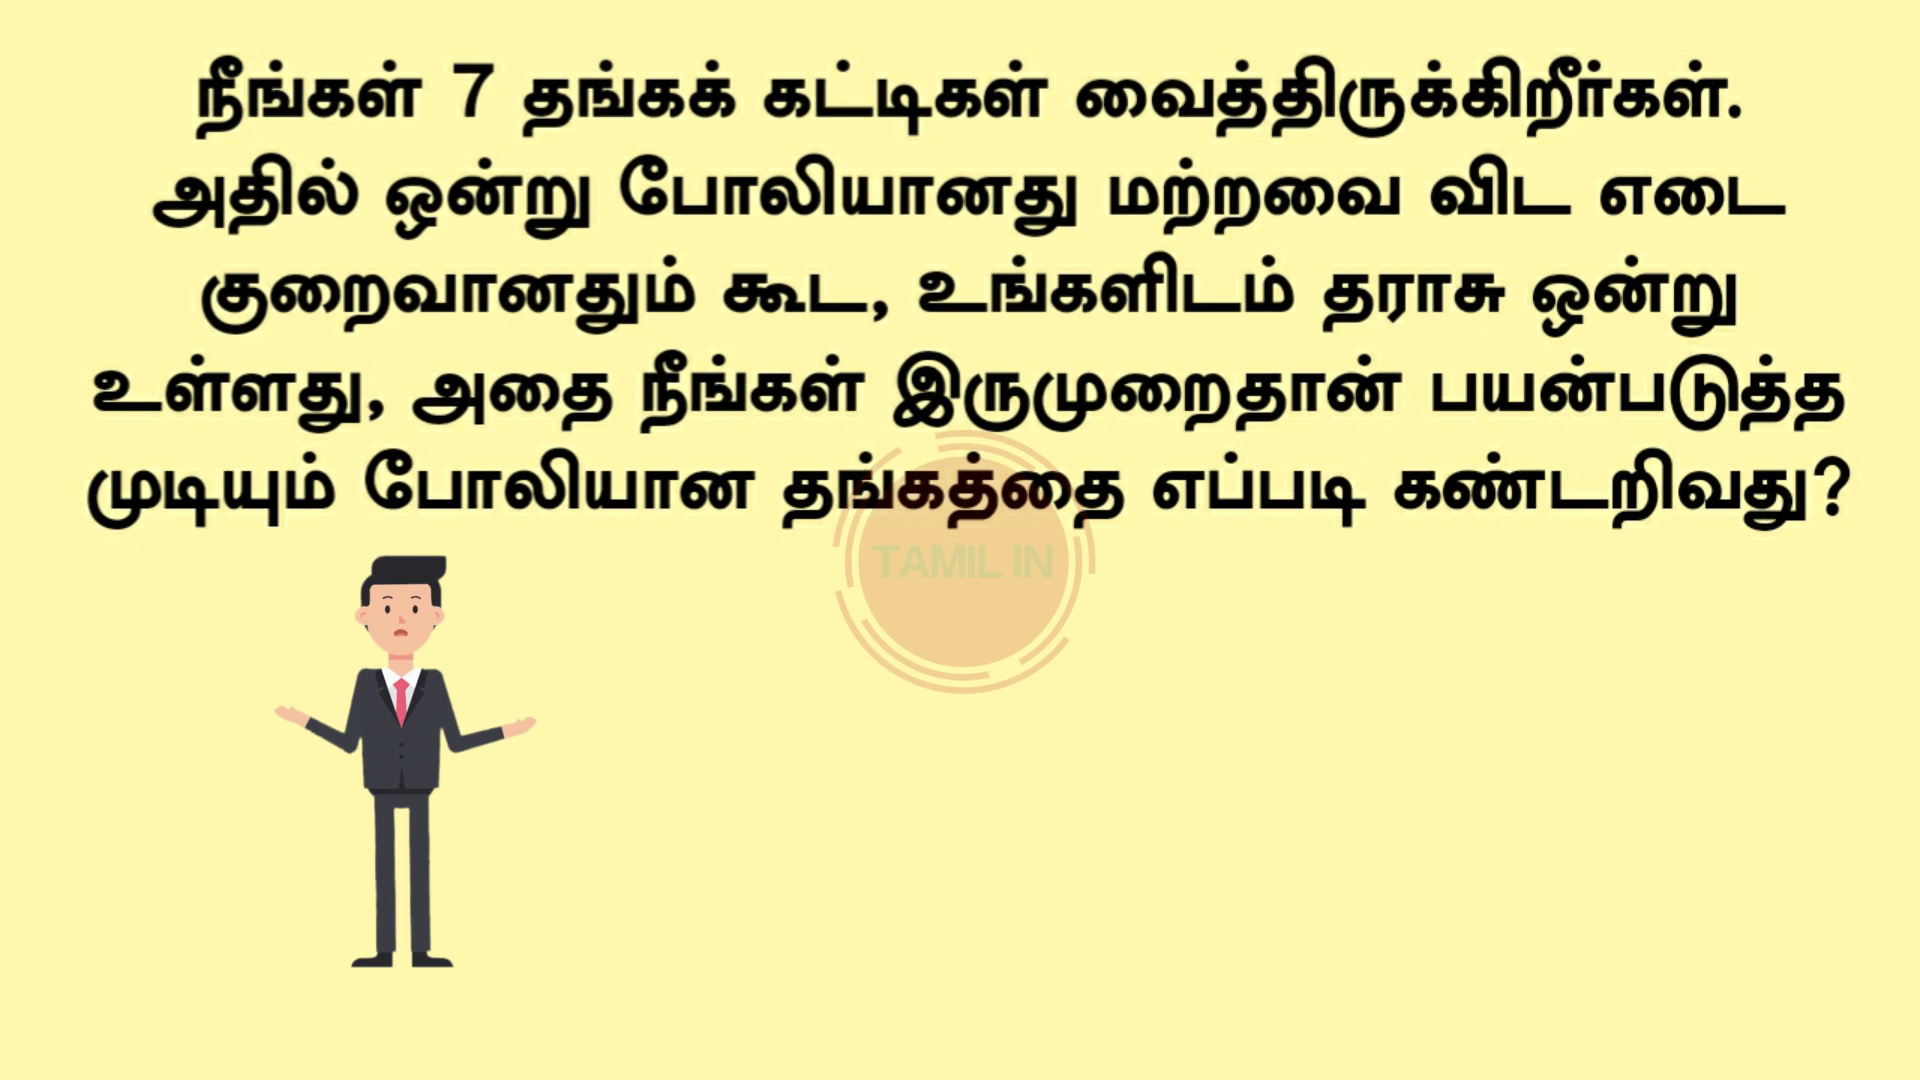 நீங்கள் 7 தங்கக் கட்டிகள் வைத்திருக்கிறீர்கள்.
அதில் ஒன்று போலியானது மற்றவை விட எடை
குறைவானதும் கூட, உங்களிடம் தராசு ஒன்று
உள்ளது, அதை நீங்கள் இருமுறைதான் பயன்படுத்த
முடியும் போலியான தங்கத்தை எப்படி கண்டறிவது?
TAMIL IN